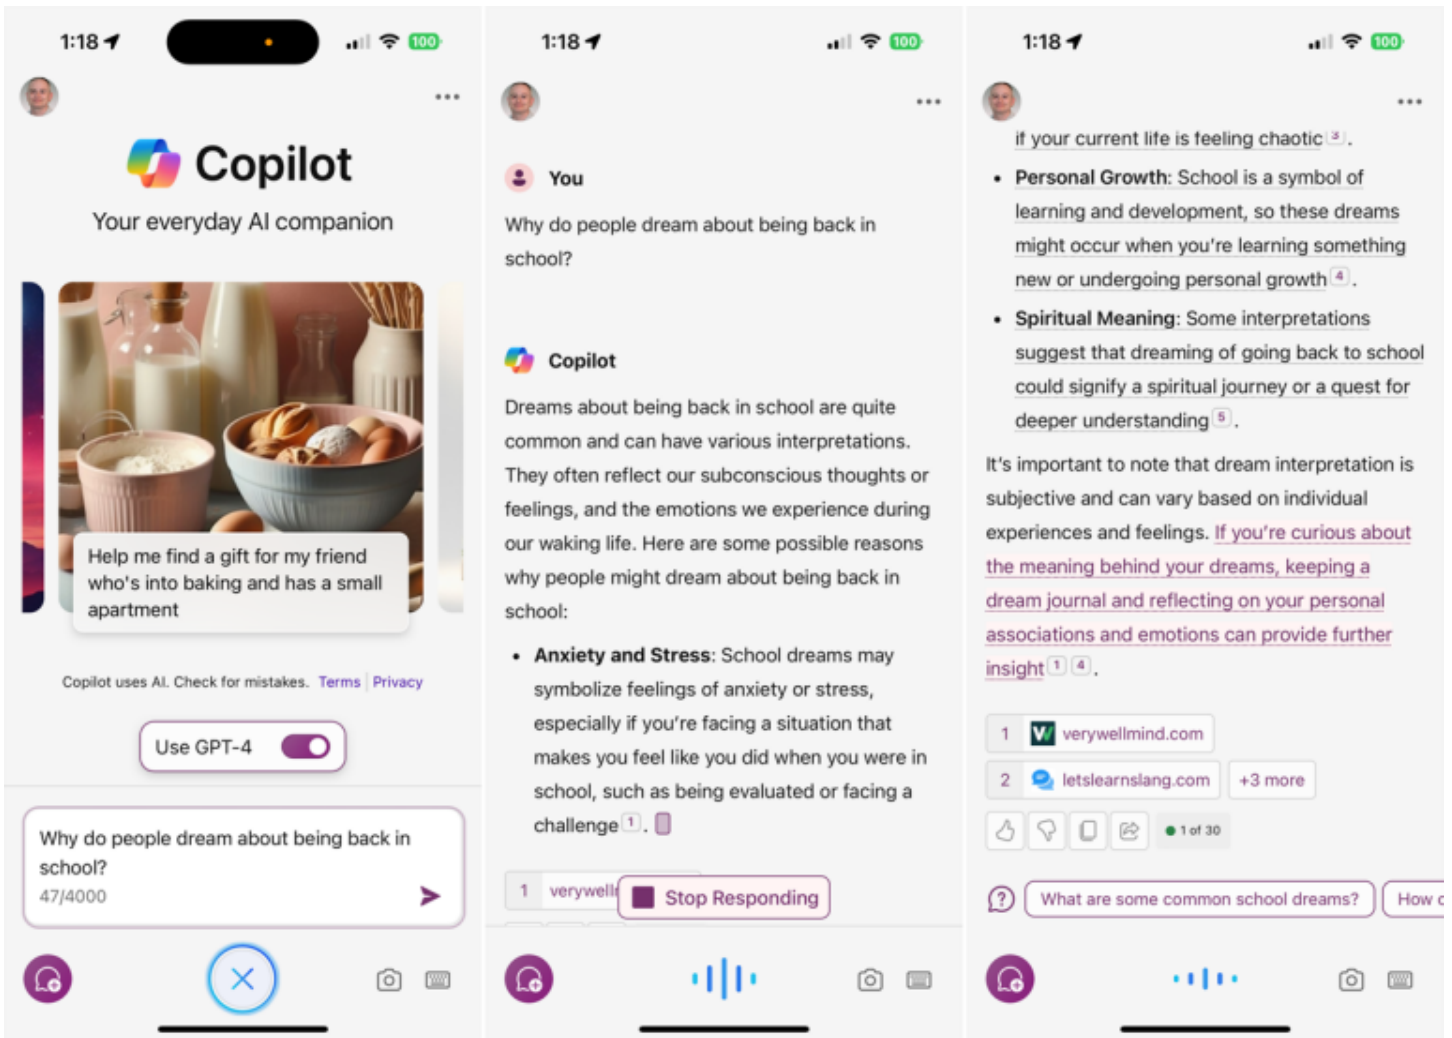 1:18
100
Copilot
Your everyday AI companion
Help me find a gift for my friend
who's into baking and has a small
apartment
Copilot uses AI. Check for mistakes. Terms | Privacy
Use GPT-4
Why do people dream about being back in
school?
47/4000
1:18
100
You
Why do people dream about being back in
school?
Copilot
Dreams about being back in school are quite
common and can have various interpretations.
They often reflect our subconscious thoughts or
feelings, and the emotions we experience during
our waking life. Here are some possible reasons
why people might dream about being back in
school:
• Anxiety and Stress: School dreams may
symbolize feelings of anxiety or stress,
especially if you're facing a situation that
makes you feel like you did when you were in
school, such as being evaluated or facing a
challenge 1 .
1
Stop Responding
1:18
100
if your current life is feeling chaotic 3 .
• Personal Growth: School is a symbol of
learning and development, so these dreams
might occur when you're learning something
new or undergoing personal growth 4 .
• Spiritual Meaning: Some interpretations
suggest that dreaming of going back to school
could signify a spiritual journey or a quest for
deeper understanding 5 .
It's important to note that dream interpretation is
subjective and can vary based on individual
experiences and feelings. If you're curious about
the meaning behind your dreams, keeping a
dream journal and reflecting on your personal
associations and emotions can provide further
insight 1 4 .
1 verywellmind.com
2 letslearnslang.com +3 more
1 of 30
What are some common school dreams? How